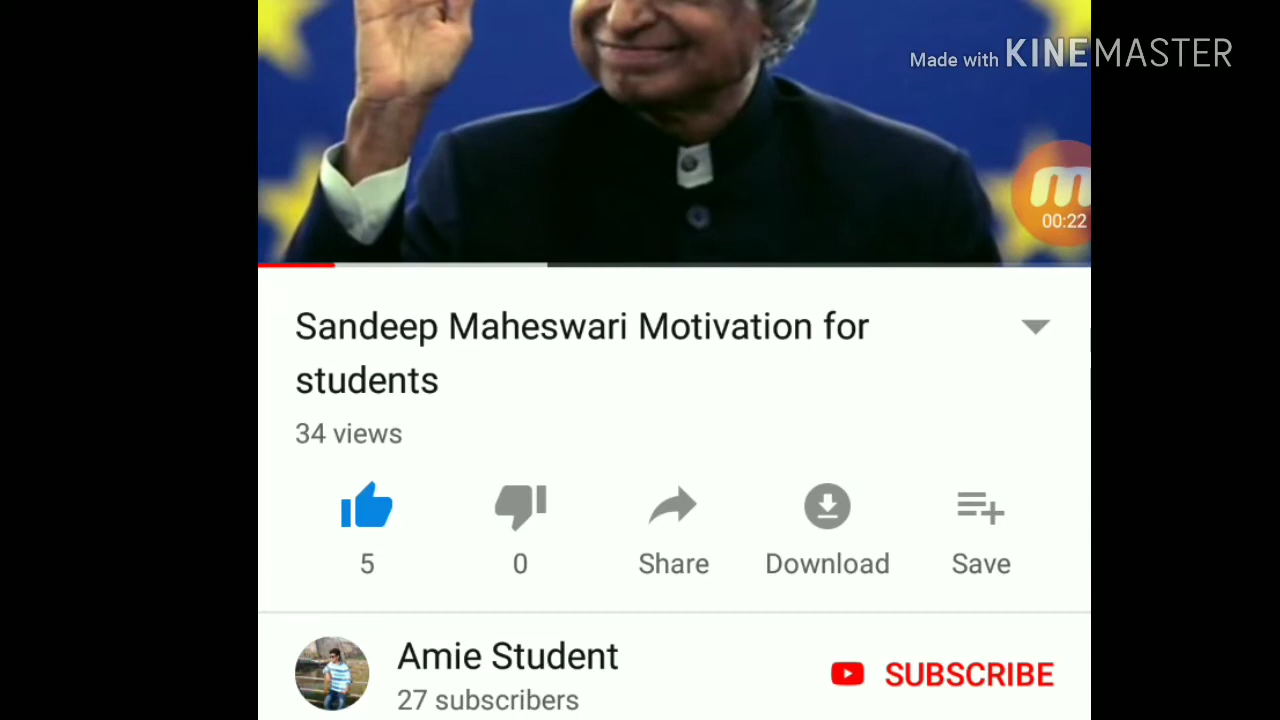 Made with KINEMASTER
00:22
Sandeep Maheswari Motivation for
students
34 views
5 0 Share Download Save
Amie Student
27 subscribers
SUBSCRIBE